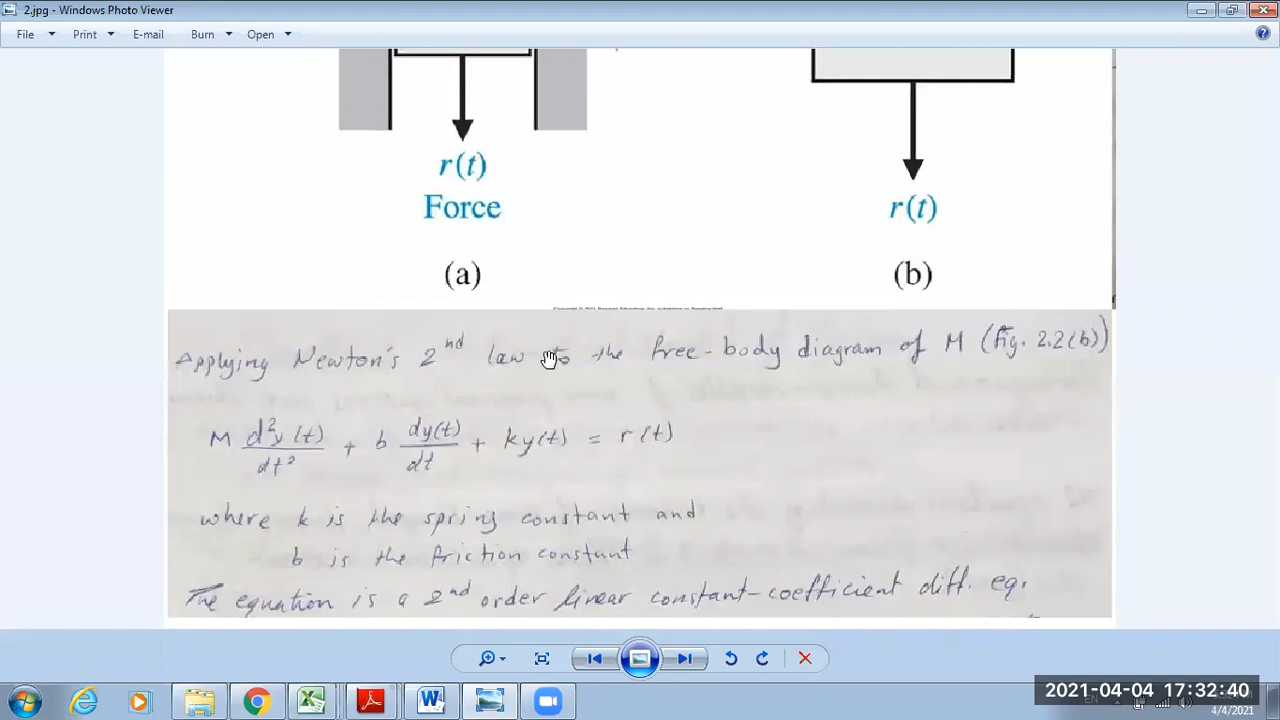 2.jpg - Windows Photo Viewer
File Print E-mail Burn Open
r(t) r(t)
Force
(a) (b)
Applying Newton's 2nd law to the free-body diagram of M (Fig. 2.2(b))
M d²y(t)/dt² + b dy(t)/dt + ky(t) = r(t)
where k is the spring constant and
b is the friction constant
The equation is a 2nd order linear constant-coefficient diff. eq.
2021-04-04 17:32:40
4/4/2021